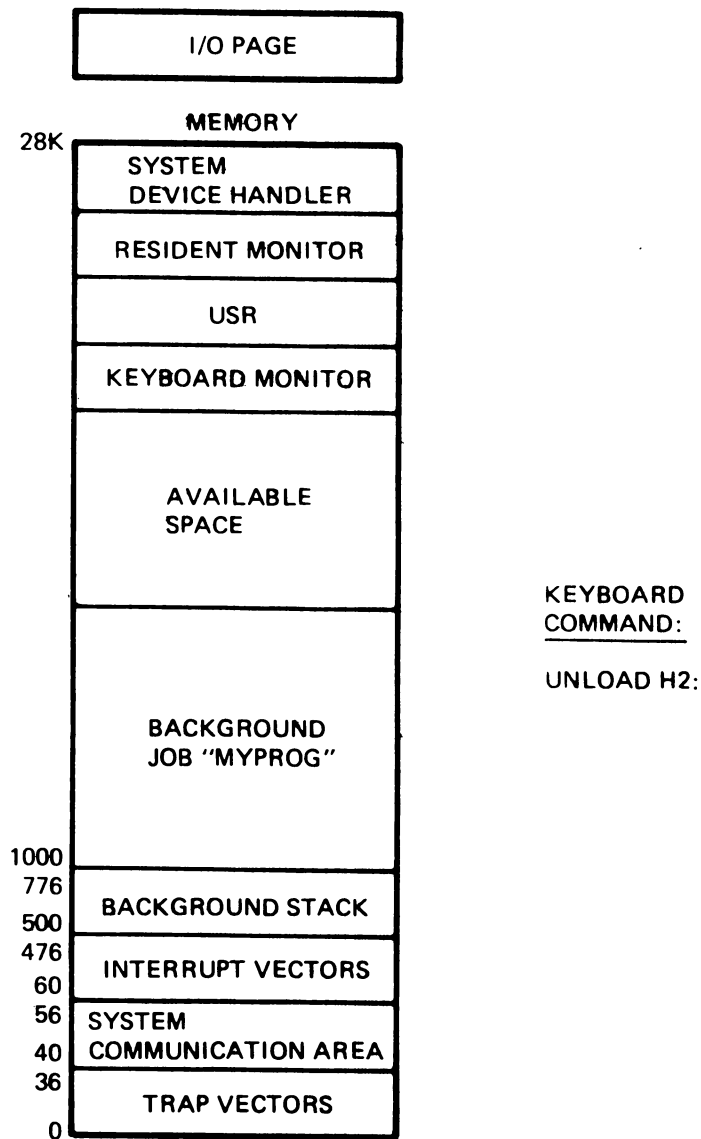 I/O PAGE
MEMORY
28K
SYSTEM
DEVICE HANDLER
RESIDENT MONITOR
USR
KEYBOARD MONITOR
AVAILABLE
SPACE
KEYBOARD
COMMAND:
UNLOAD H2:
BACKGROUND
JOB "MYPROG"
1000
776
BACKGROUND STACK
500
476
INTERRUPT VECTORS
60
56
SYSTEM
COMMUNICATION AREA
40
36
TRAP VECTORS
0